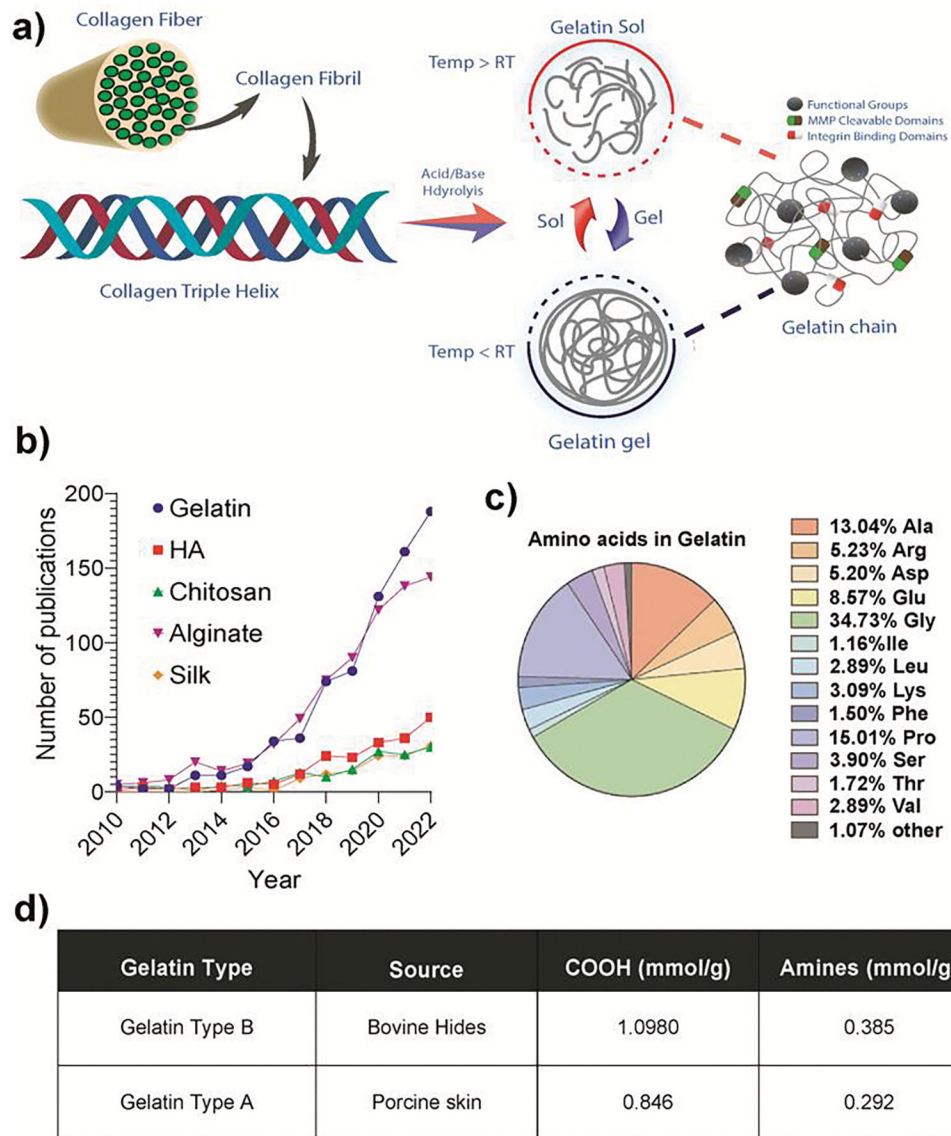 a)
Collagen Fiber
Collagen Fibril
Collagen Triple Helix
Acid/Base
Hdyrolyis
Gelatin Sol
Temp > RT
Sol
Gel
Temp < RT
Gelatin gel
Functional Groups
MMP Cleavable Domains
Integrin Binding Domains
Gelatin chain
b)
Number of publications
200
150
100
50
0
Gelatin
HA
Chitosan
Alginate
Silk
2010
2012
2014
2016
2018
2020
2022
Year
c)
Amino acids in Gelatin
13.04% Ala
5.23% Arg
5.20% Asp
8.57% Glu
34.73% Gly
1.16%Ile
2.89% Leu
3.09% Lys
1.50% Phe
15.01% Pro
3.90% Ser
1.72% Thr
2.89% Val
1.07% other
d)
Gelatin Type Source COOH (mmol/g) Amines (mmol/g
Gelatin Type B Bovine Hides 1.0980 0.385
Gelatin Type A Porcine skin 0.846 0.292